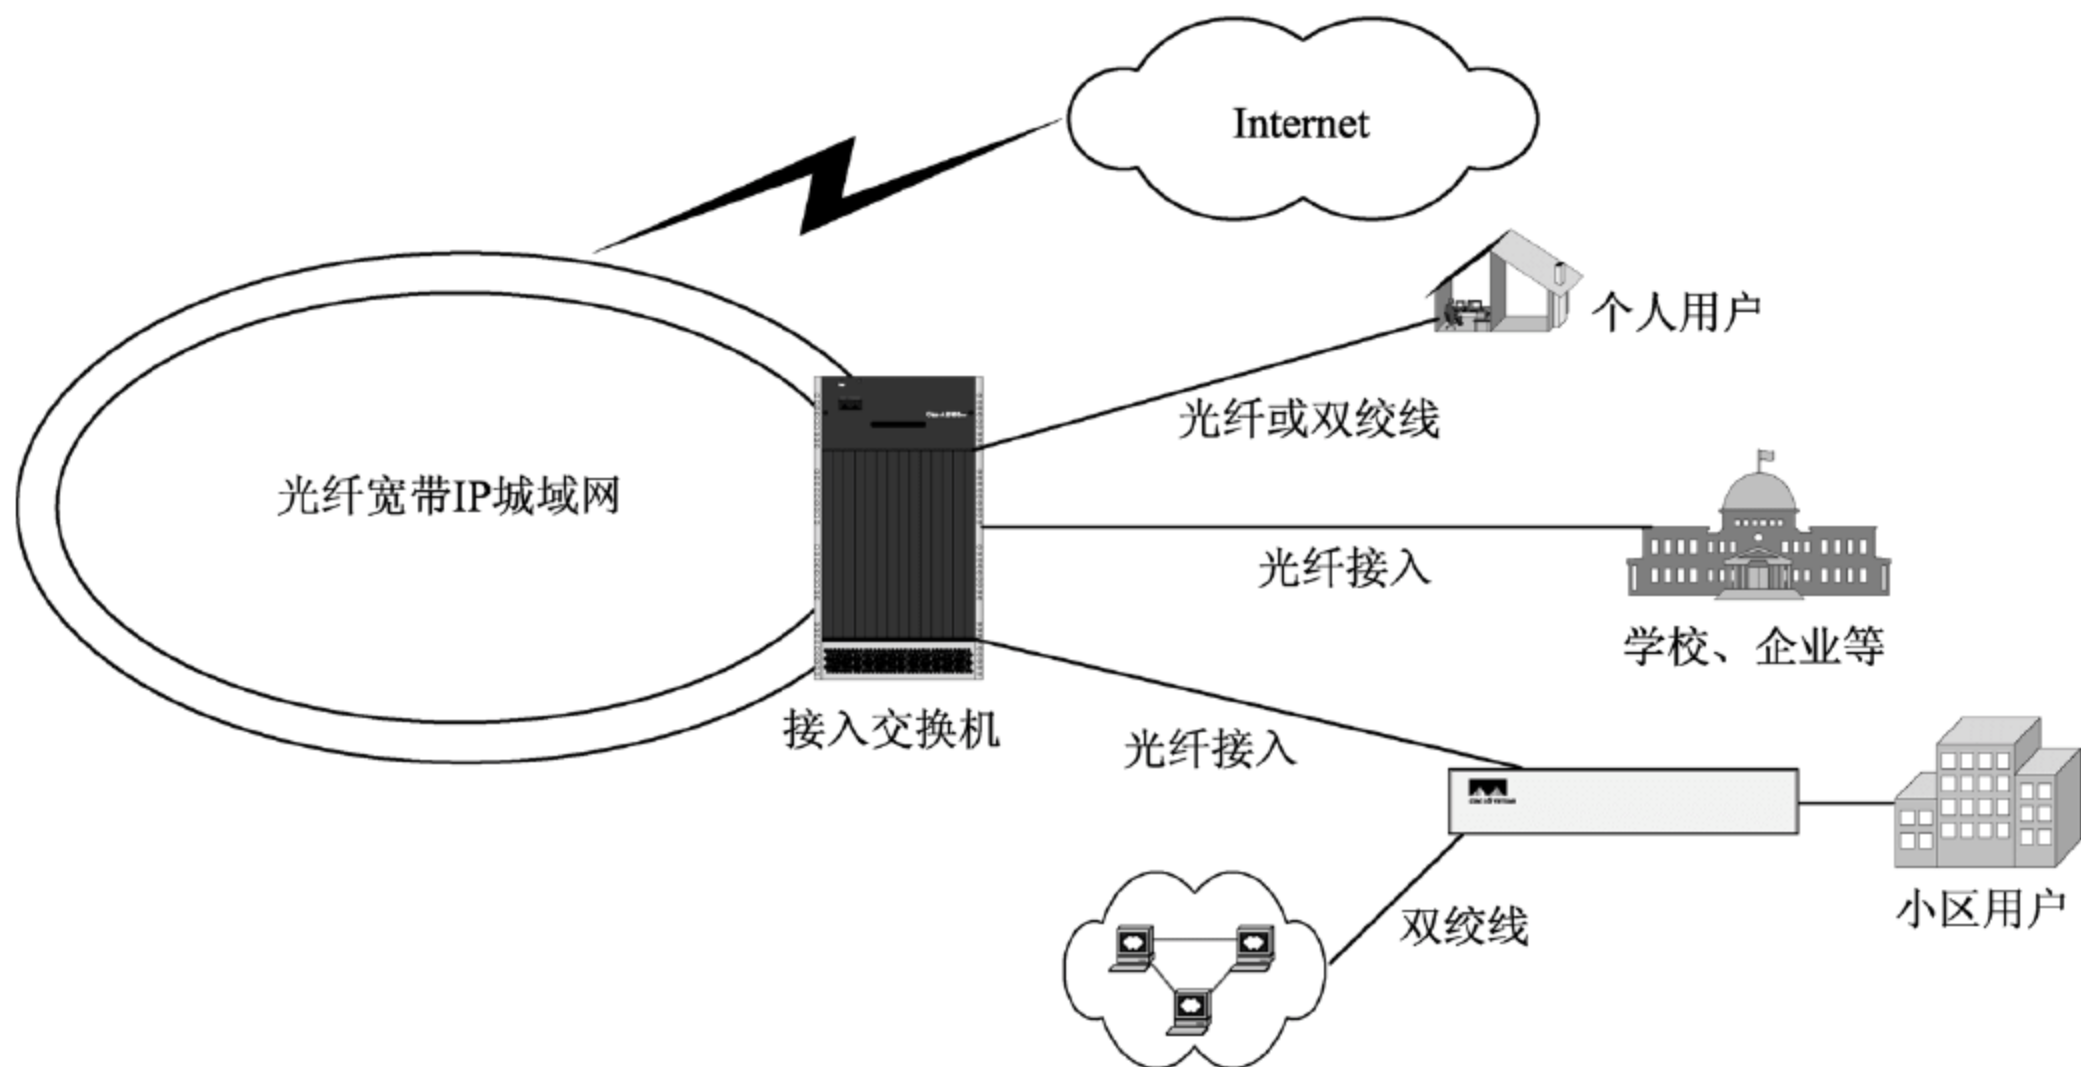 Internet
个人用户
光纤或双绞线
光纤宽带IP城域网
光纤接入
学校、企业等
接入交换机
光纤接入
小区用户
双绞线